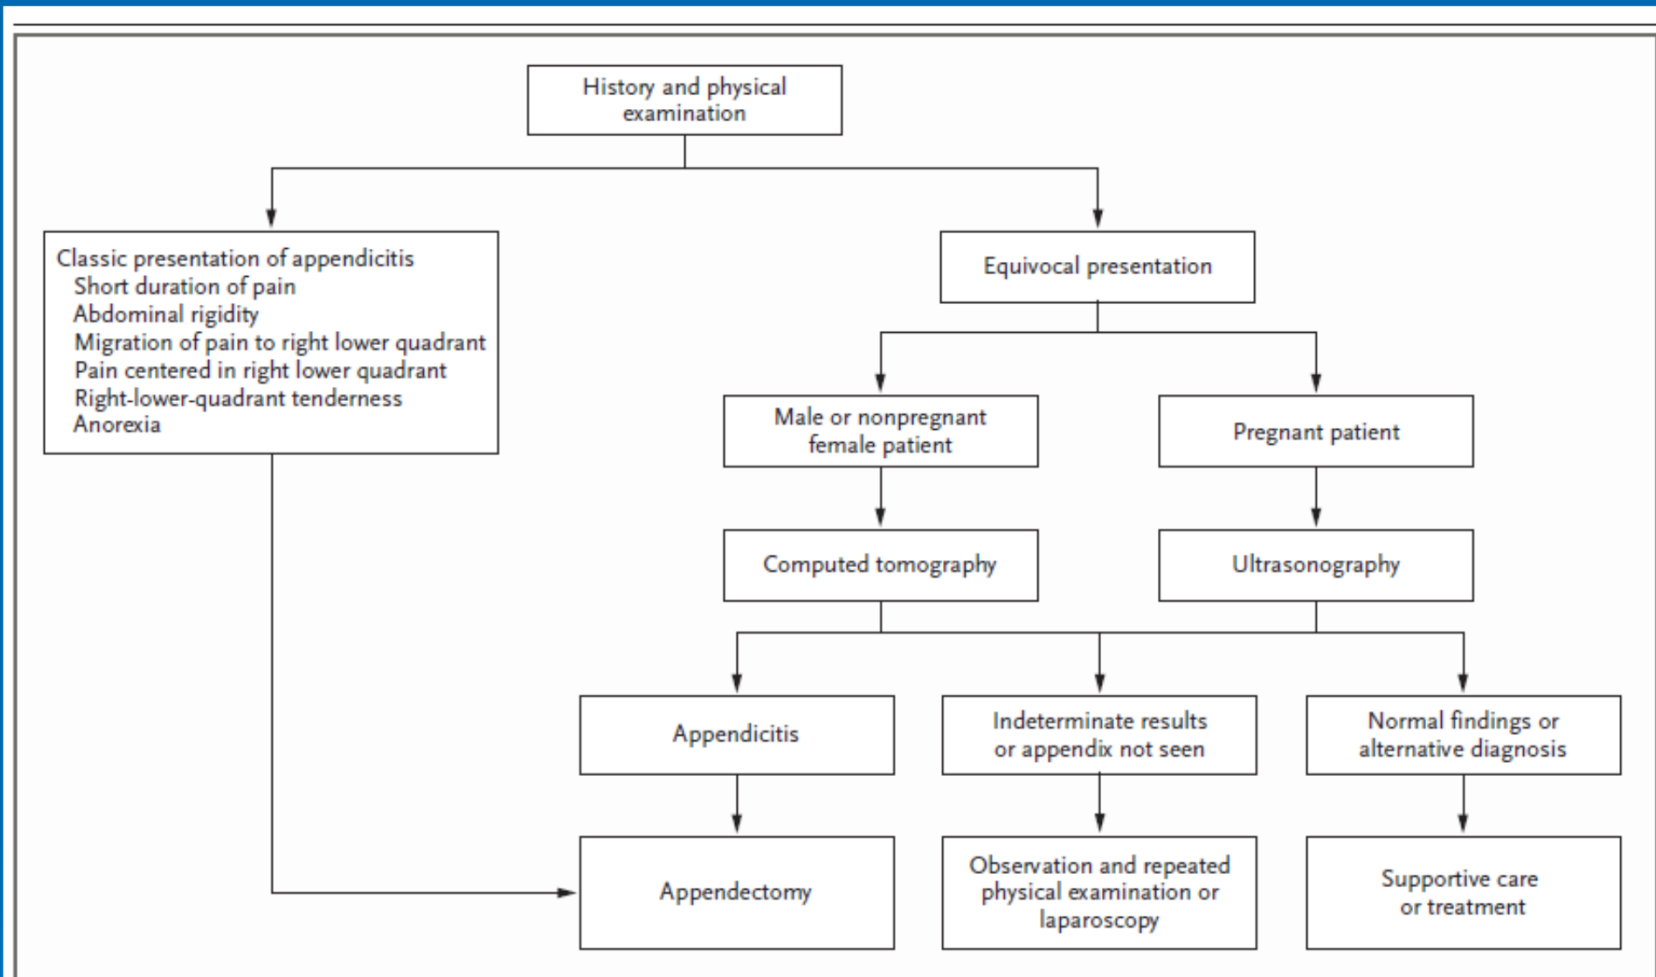 History and physical
examination
Classic presentation of appendicitis
Short duration of pain
Abdominal rigidity
Migration of pain to right lower quadrant
Pain centered in right lower quadrant
Right-lower-quadrant tenderness
Anorexia
Equivocal presentation
Male or nonpregnant
female patient
Pregnant patient
Computed tomography
Ultrasonography
Appendicitis
Indeterminate results
or appendix not seen
Normal findings or
alternative diagnosis
Appendectomy
Observation and repeated
physical examination or
laparoscopy
Supportive care
or treatment